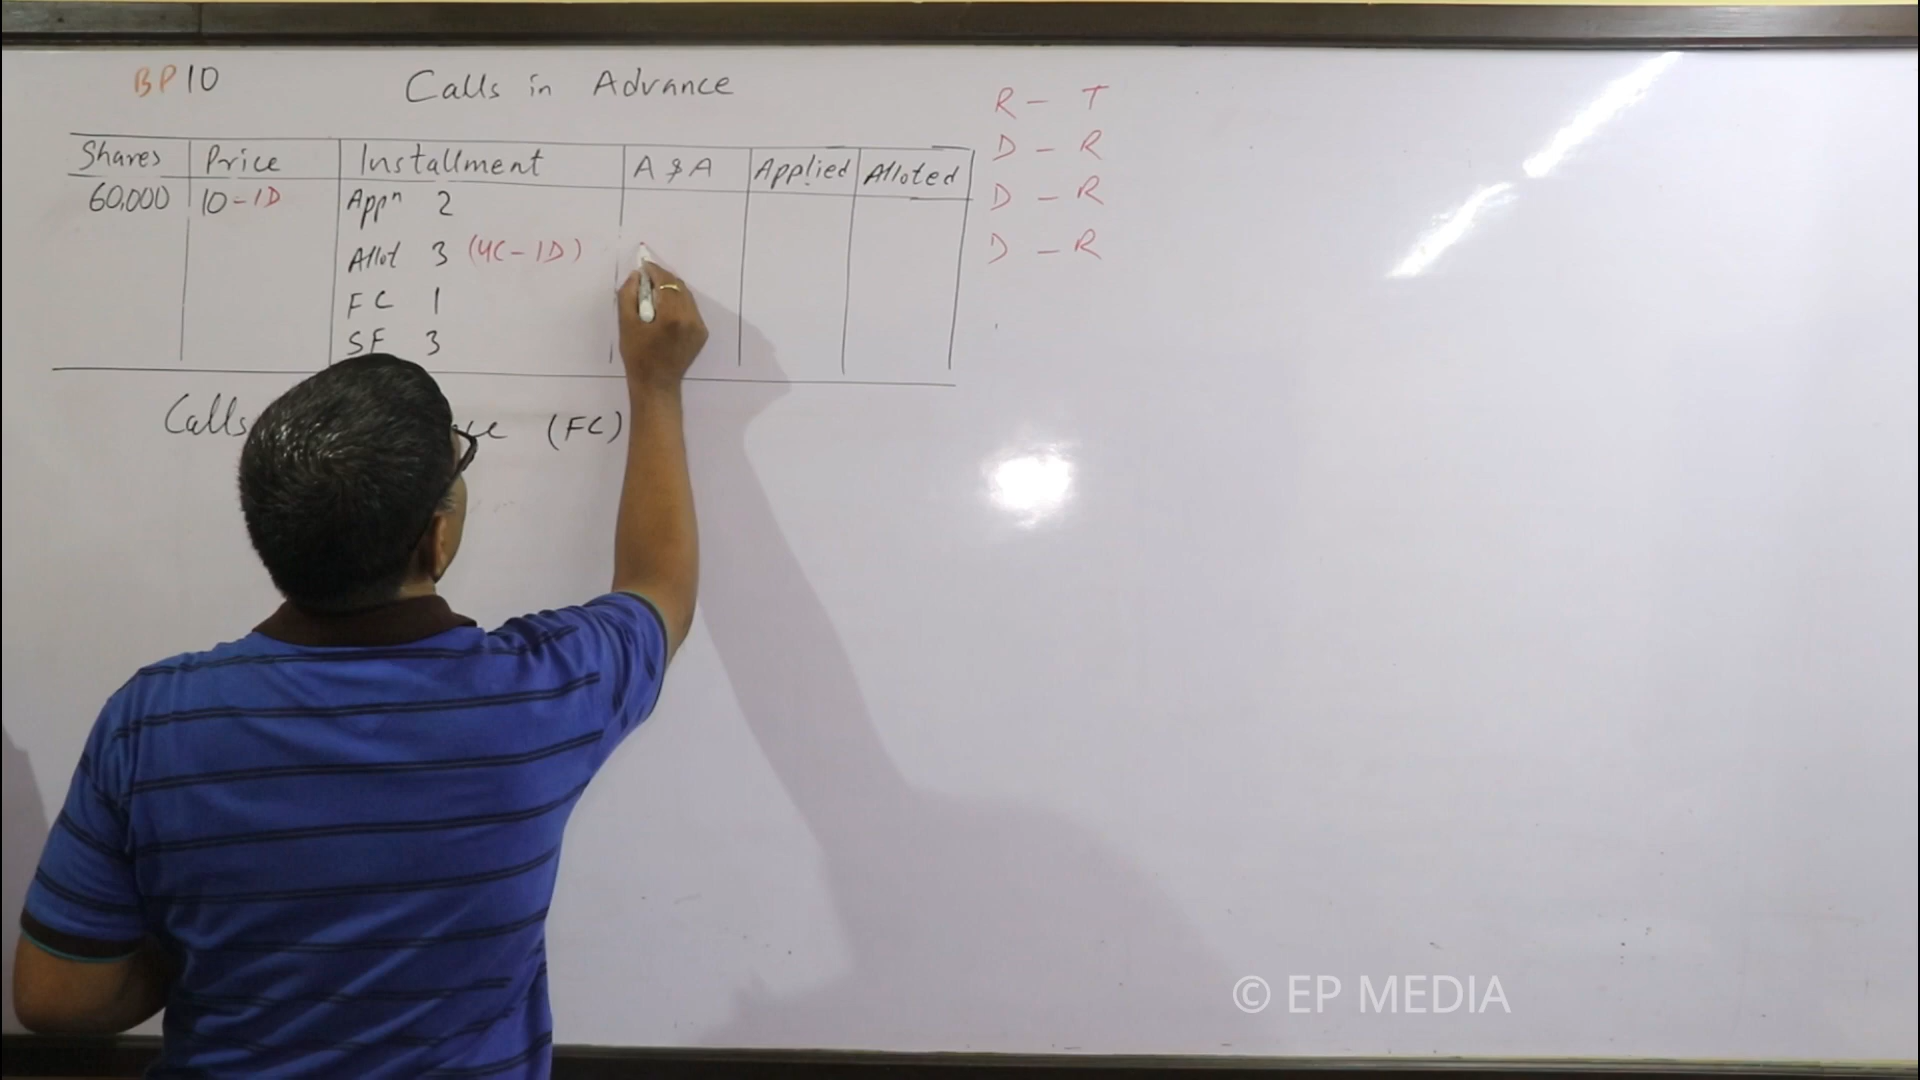 BP10 Calls in Advance
Shares Price Installment A & A Applied Alloted
60,000 10-1D Appn 2
Allot 3 (4C-1D)
FC 1
SF 3
Calls (FC)
R - T
D - R
D - R
D - R
© EP MEDIA